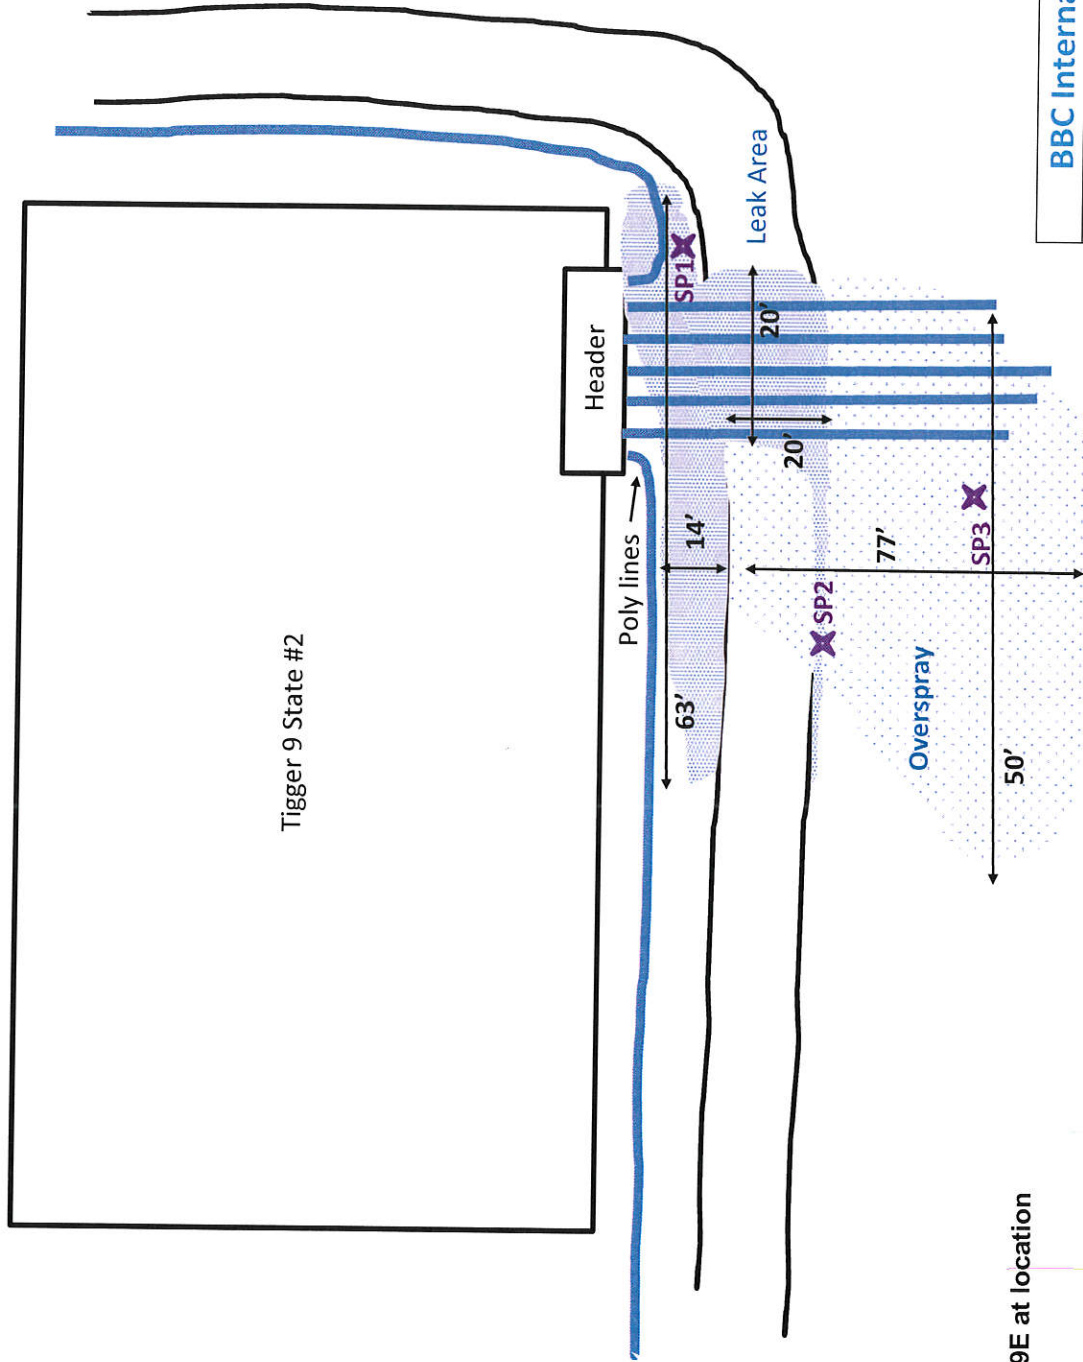 Tigger 9 State #2
Header
Poly lines
SP1
Leak Area
20’
20’
14’
63’
77’
SP2
SP3
Overspray
50’
BBC Interna
9E at location